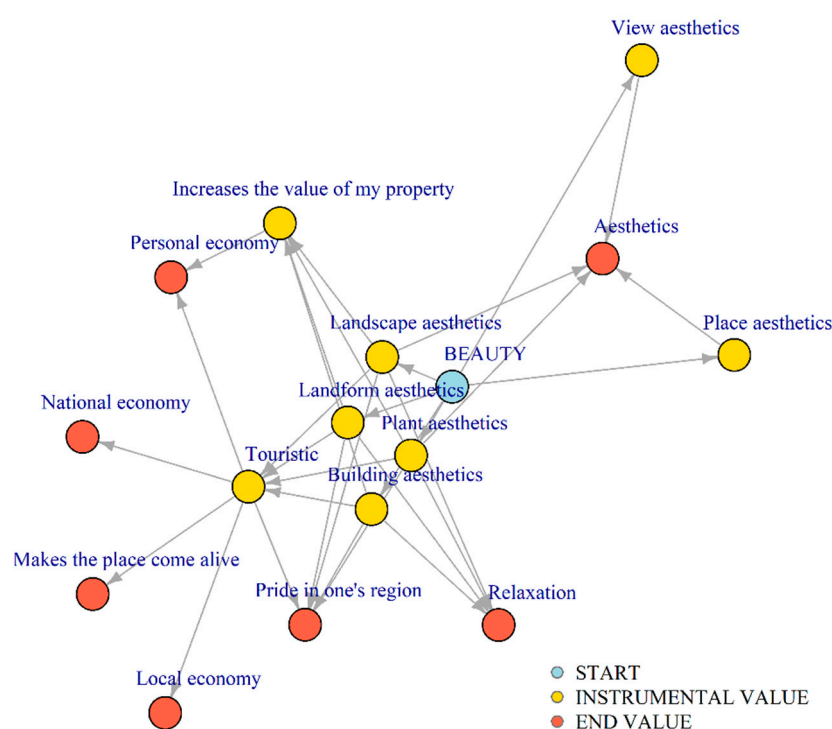 View aesthetics
Increases the value of my property
Personal economy
Aesthetics
Landscape aesthetics
Place aesthetics
BEAUTY
Landform aesthetics
National economy
Plant aesthetics
Touristic
Building aesthetics
Makes the place come alive
Pride in one's region
Relaxation
Local economy
START
INSTRUMENTAL VALUE
END VALUE